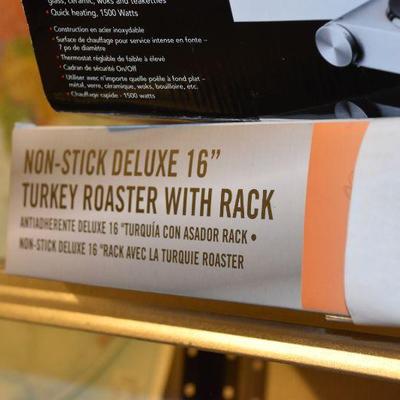 glass, ceramic, woks and teakettles
• Quick heating, 1500 Watts
• Construction en acier inoxydable
• Surface de chauffage pour service intense en fonte –
7 po de diamètre
• Thermostat réglable de faible à élevé
• Cadran de sécurité On/Off
• Utiliser avec n'importe quelle poêle à fond plat –
métal, verre, céramique, woks, bouilloire, etc.
• Chauffage rapide - 1500 watts
NON-STICK DELUXE 16"
TURKEY ROASTER WITH RACK
ANTIADHERENTE DELUXE 16 "TURQUÍA CON ASADOR RACK •
NON-STICK DELUXE 16 "RACK AVEC LA TURQUIE ROASTER